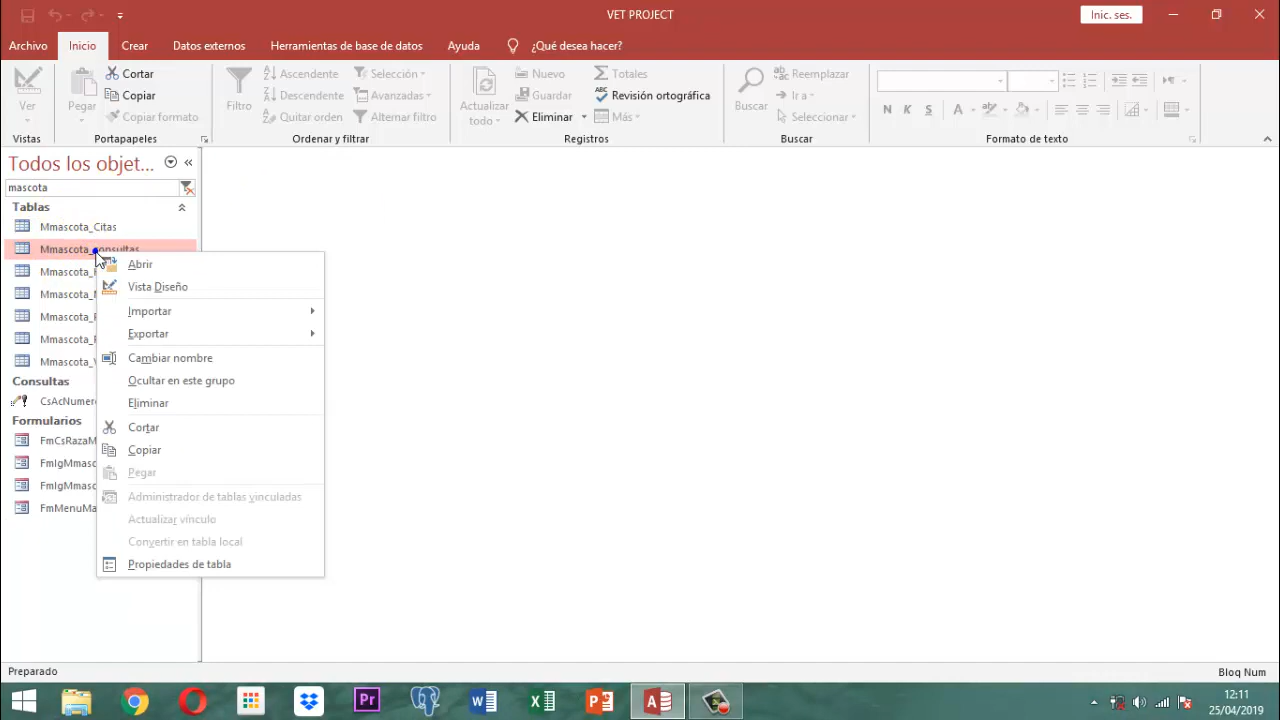 VET PROJECT
Inic. ses.
Archivo Inicio Crear Datos externos Herramientas de base de datos Ayuda ¿Qué desea hacer?
Ver
Vistas
Pegar
Cortar
Copiar
Copiar formato
Portapapeles
Filtro
Ascendente
Descendente
Quitar orden
Selección
Avanzadas
Alternar filtro
Ordenar y filtrar
Actualizar
todo
Nuevo
Guardar
Eliminar
Totales
Revisión ortográfica
Más
Registros
Buscar
Reemplazar
Ir a
Seleccionar
Buscar
N K S A
Formato de texto
Todos los objet...
mascota
Tablas
Mmascota_Citas
Mmascota_consultas
Consultas
CsAcNumero
Formularios
Abrir
Vista Diseño
Importar
Exportar
Cambiar nombre
Ocultar en este grupo
Eliminar
Cortar
Copiar
Pegar
Administrador de tablas vinculadas
Actualizar vínculo
Convertir en tabla local
Propiedades de tabla
Preparado
Bloq Num
12:11
25/04/2019